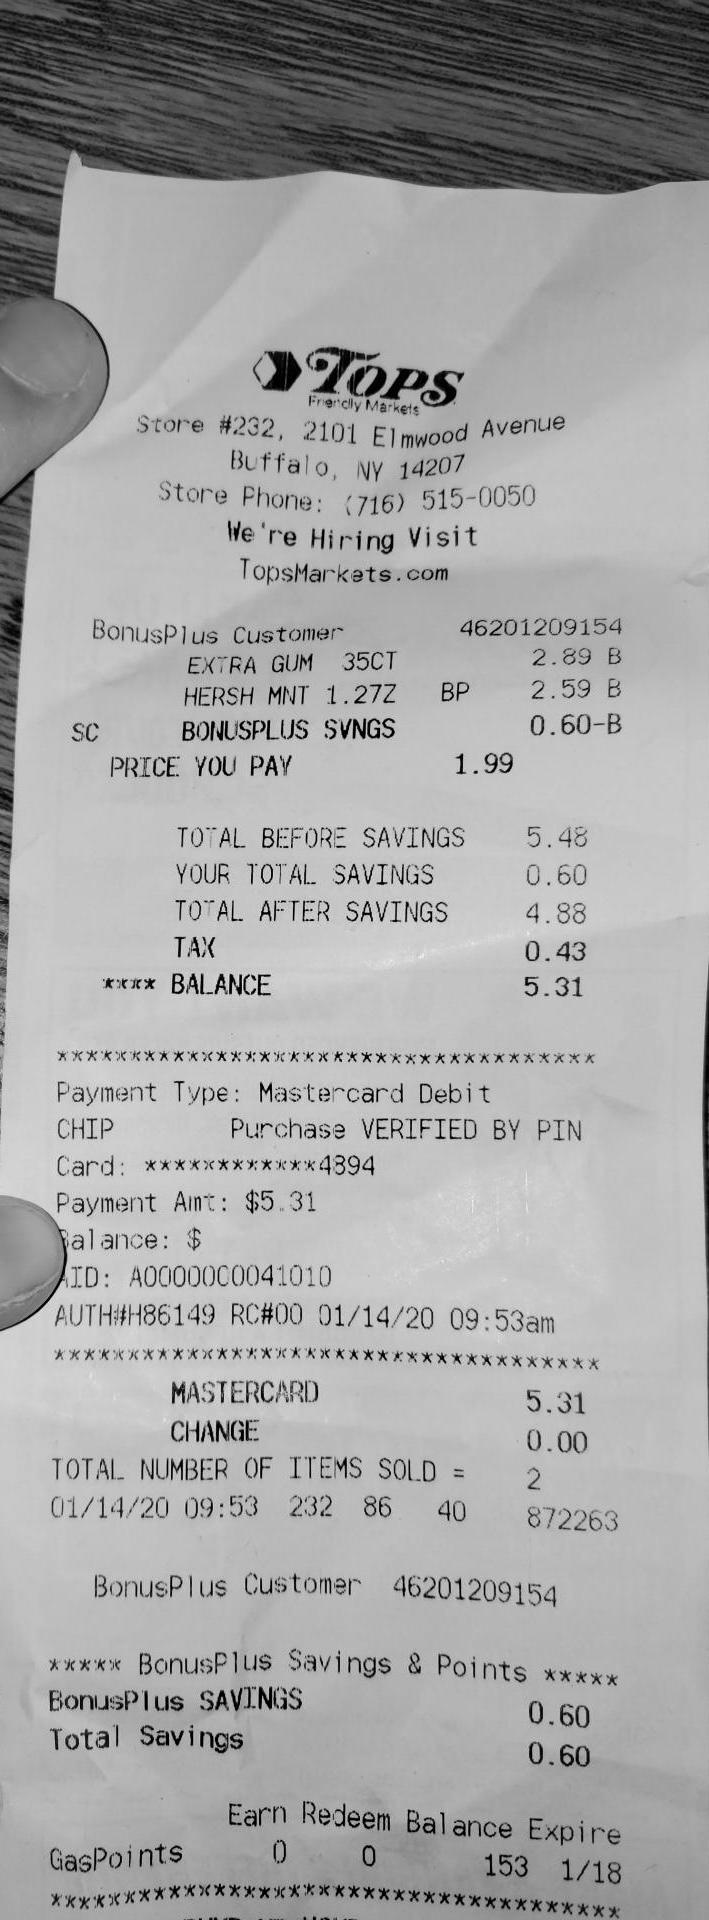 TOPS
Friendly Markets
Store #232, 2101 Elmwood Avenue
Buffalo, NY 14207
Store Phone: (716) 515-0050
We're Hiring Visit
TopsMarkets.com
BonusPlus Customer 46201209154
EXTRA GUM 35CT 2.89 B
HERSH MNT 1.27Z BP 2.59 B
SC BONUSPLUS SVNGS 0.60-B
PRICE YOU PAY 1.99
TOTAL BEFORE SAVINGS 5.48
YOUR TOTAL SAVINGS 0.60
TOTAL AFTER SAVINGS 4.88
TAX 0.43
**** BALANCE 5.31
*************************************
Payment Type: Mastercard Debit
CHIP Purchase VERIFIED BY PIN
Card: ************4894
Payment Amt: $5.31
Balance: $
AID: A0000000041010
AUTH#H86149 RC#00 01/14/20 09:53am
*************************************
MASTERCARD 5.31
CHANGE 0.00
TOTAL NUMBER OF ITEMS SOLD = 2
01/14/20 09:53 232 86 40 872263
BonusPlus Customer 46201209154
***** BonusPlus Savings & Points *****
BonusPlus SAVINGS 0.60
Total Savings 0.60
Earn Redeem Balance Expire
GasPoints 0 0 153 1/18
***************************************